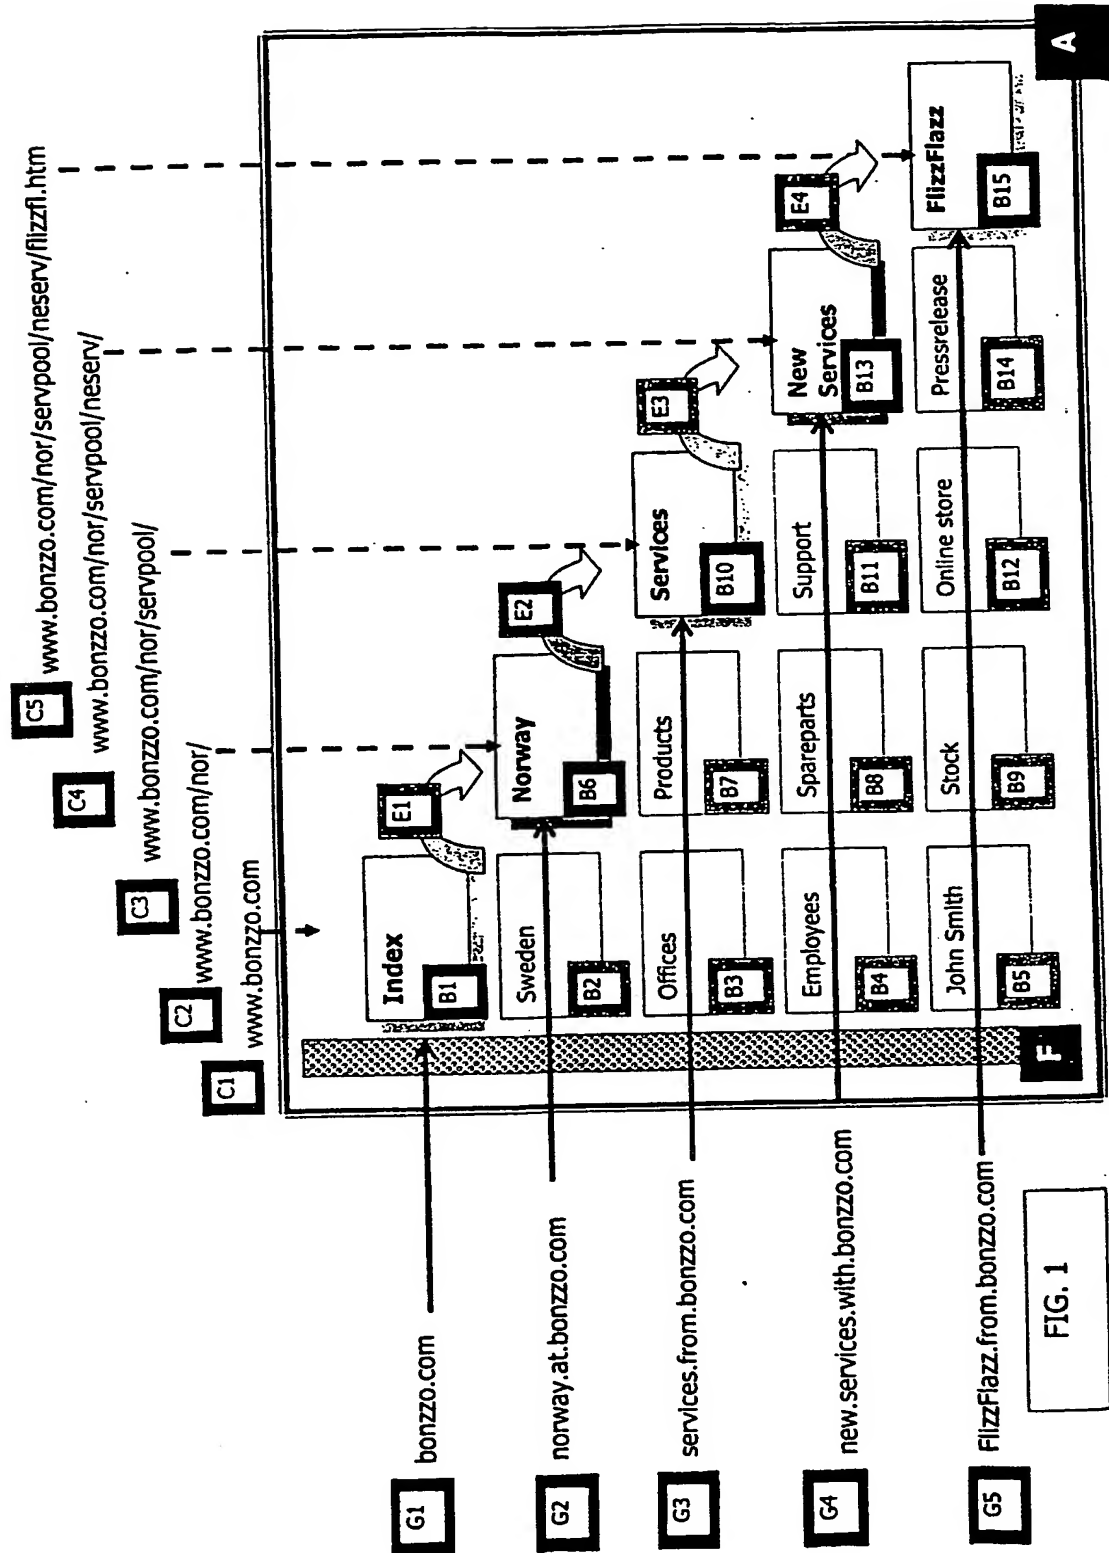 C5 www.bonzzo.com/nor/servpool/neserv/flizzfl.htm
C4 www.bonzzo.com/nor/servpool/neserv/
C3 www.bonzzo.com/nor/servpool/
C2 www.bonzzo.com/nor/
C1 www.bonzzo.com
G1 bonzzo.com
G2 norway.at.bonzzo.com
G3 services.from.bonzzo.com
G4 new.services.with.bonzzo.com
G5 FlizzFlazz.from.bonzzo.com
Index
B1
E1
Sweden
B2
Norway
B6
E2
Offices
B3
Products
B7
Services
B10
E3
Employees
B4
Spareparts
B8
Support
B11
New
Services
B13
E4
John Smith
B5
Stock
B9
Online store
B12
Pressrelease
B14
FlizzFlazz
B15
F
A
FIG. 1